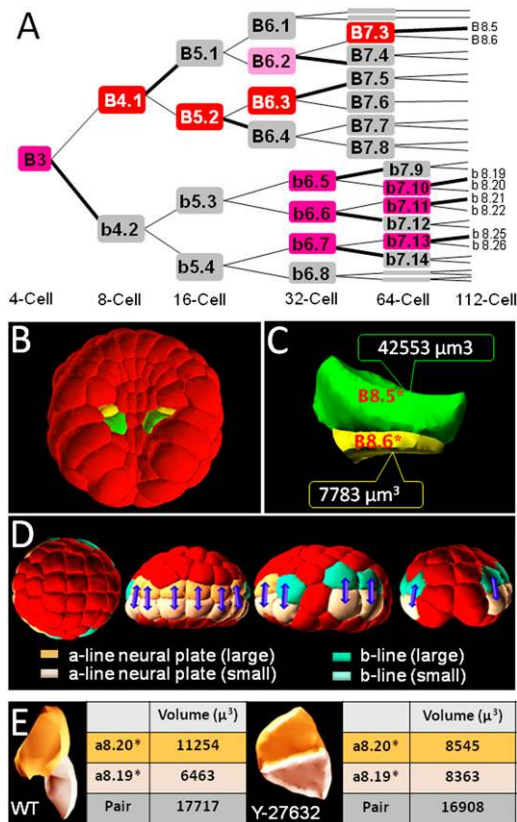 A
B3
B4.1
b4.2
B5.1
B5.2
b5.3
b5.4
B6.1
B6.2
B6.3
B6.4
b6.5
b6.6
b6.7
b6.8
B7.3
B7.4
B7.5
B7.6
B7.7
B7.8
b7.9
b7.10
b7.11
b7.12
b7.13
b7.14
B8.5
B8.6
b8.19
b8.20
b8.21
b8.22
b8.25
b8.26
4-Cell 8-Cell 16-Cell 32-Cell 64-Cell 112-Cell
B
C
42553 µm3
B8.5*
B8.6*
7783 µm³
D
a-line neural plate (large)
a-line neural plate (small)
b-line (large)
b-line (small)
E
WT
Volume (µ³)
a8.20* 11254
a8.19* 6463
Pair 17717
Y-27632
Volume (µ³)
a8.20* 8545
a8.19* 8363
Pair 16908